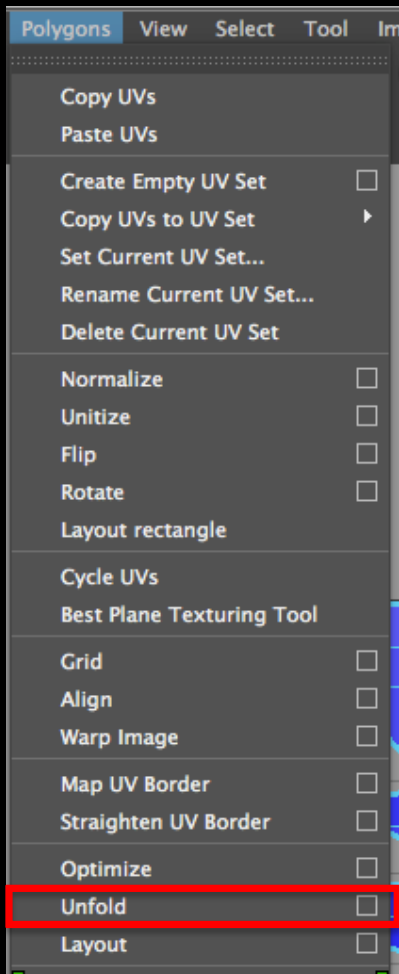 Polygons View Select Tool Im
Copy UVs
Paste UVs
Create Empty UV Set
Copy UVs to UV Set
Set Current UV Set...
Rename Current UV Set...
Delete Current UV Set
Normalize
Unitize
Flip
Rotate
Layout rectangle
Cycle UVs
Best Plane Texturing Tool
Grid
Align
Warp Image
Map UV Border
Straighten UV Border
Optimize
Unfold
Layout